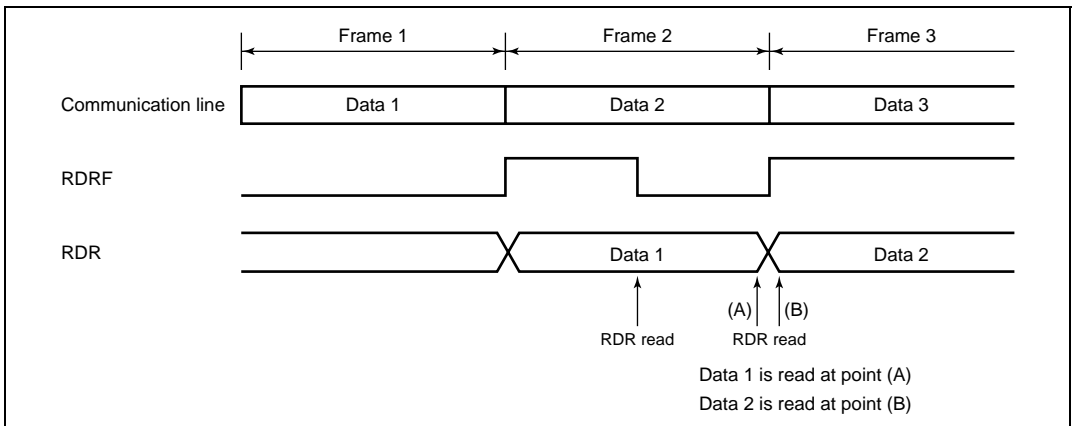 Frame 1 Frame 2 Frame 3
Communication line Data 1 Data 2 Data 3
RDRF
RDR Data 1 Data 2
(A) (B)
RDR read RDR read
Data 1 is read at point (A)
Data 2 is read at point (B)